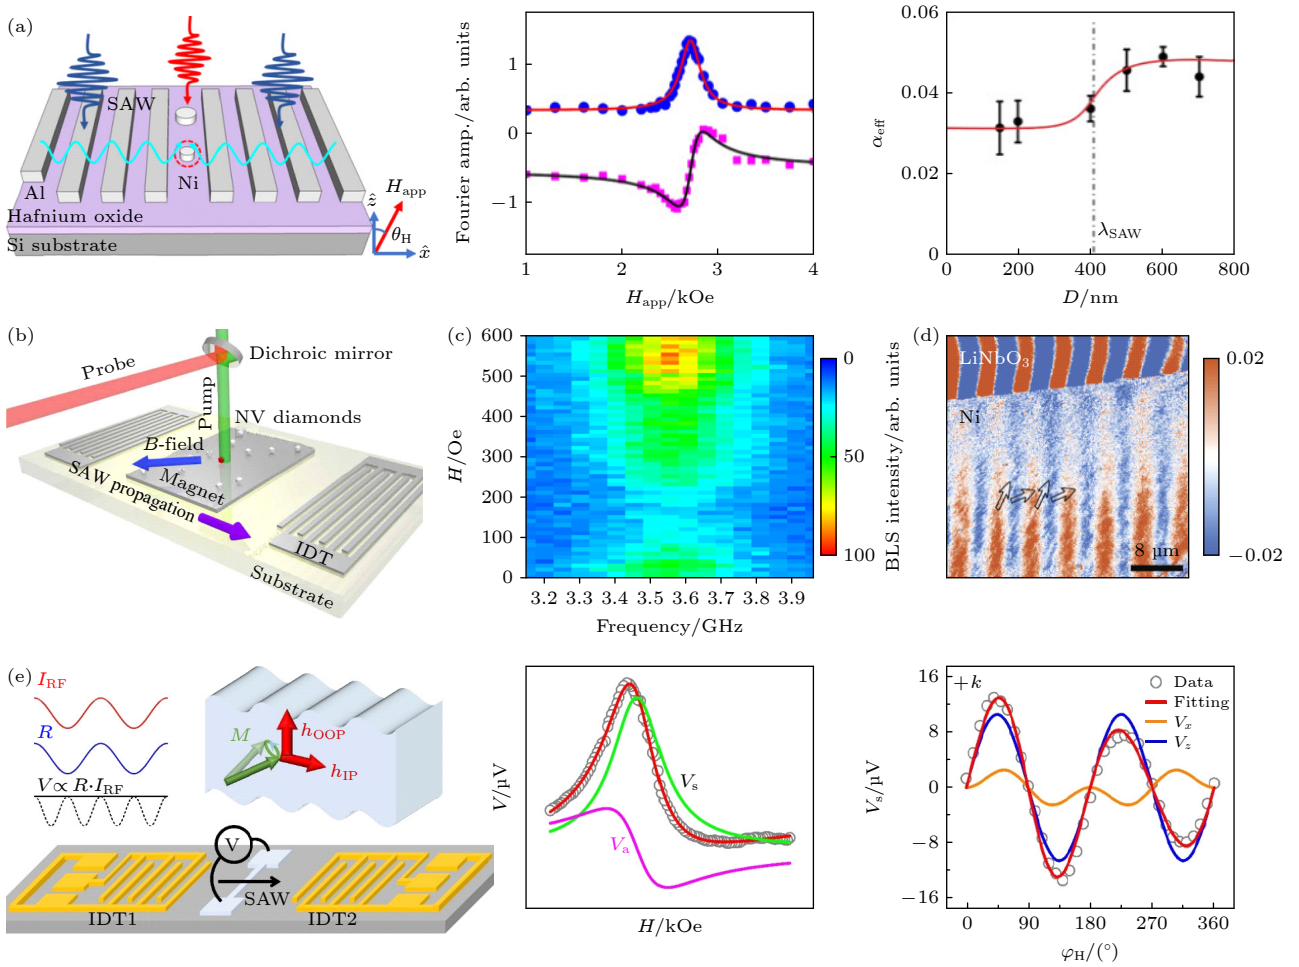 (a)
SAW
Al
Ni
Hafnium oxide
Si substrate
H_app
ẑ
θ_H
x̂
Fourier amp./arb. units
1
0
−1
1
2
3
4
H_app/kOe
α_eff
0.06
0.04
0.02
0
λ_SAW
0
200
400
600
800
D/nm
(b)
Probe
Dichroic mirror
Pump
NV diamonds
B-field
Magnet
SAW propagation
IDT
Substrate
(c)
H/Oe
600
500
400
300
200
100
0
3.2
3.3
3.4
3.5
3.6
3.7
3.8
3.9
Frequency/GHz
0
50
100
BLS intensity/arb. units
(d)
LiNbO₃
Ni
8 μm
0.02
−0.02
(e)
I_RF
R
V∝R·I_RF
M
h_OOP
h_IP
V
SAW
IDT1
IDT2
V/μV
V_s
V_a
H/kOe
V_s/μV
16
8
0
−8
−16
+k
Data
Fitting
V_x
V_z
0
90
180
270
360
φ_H/(°)